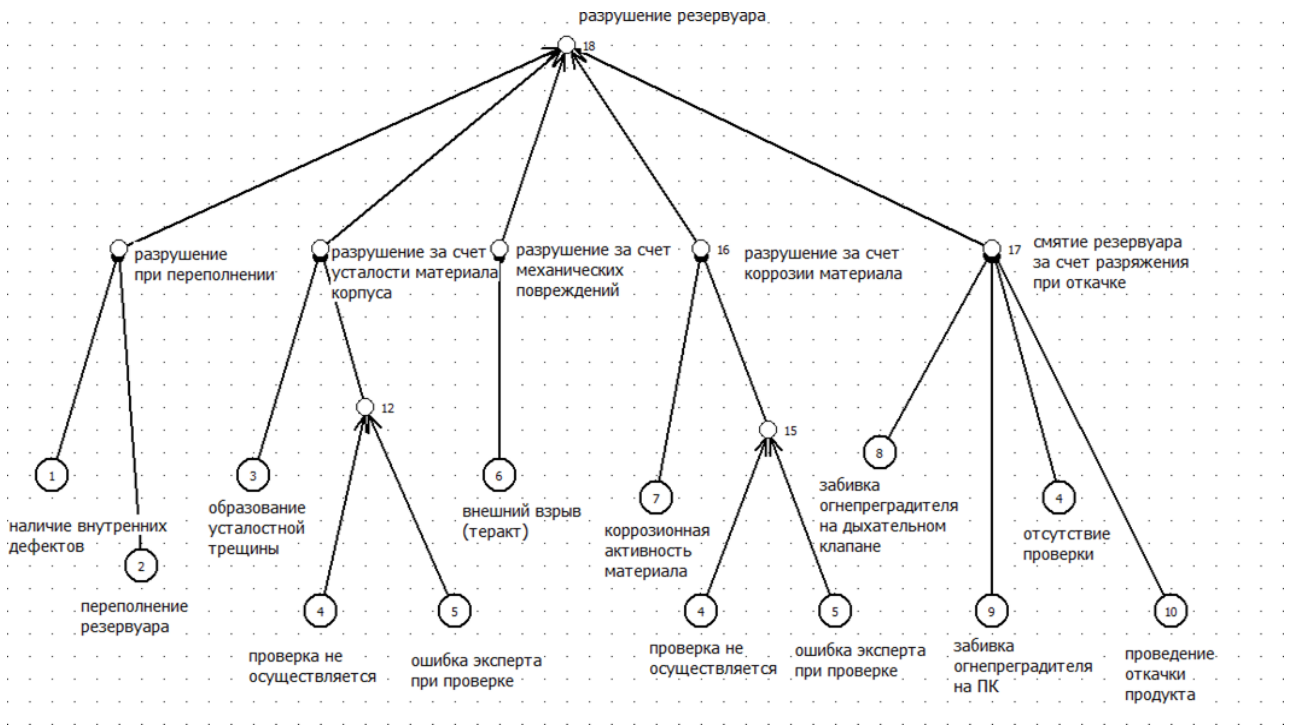 разрушение резервуара
18
разрушение
при переполнении
разрушение за счет
усталости материала
корпуса
разрушение за счет
механических
повреждений
16
разрушение за счет
коррозии материала
17
смятие резервуара
за счет разряжения
при откачке
12
15
1
наличие внутренних
дефектов
2
переполнение
резервуара
3
образование
усталостной
трещины
4
проверка не
осуществляется
5
ошибка эксперта
при проверке
6
внешний взрыв
(теракт)
7
коррозионная
активность
материала
4
проверка не
осуществляется
5
ошибка эксперта
при проверке
8
забивка
огнепреградителя
на дыхательном
клапане
9
забивка
огнепреградителя
на ПК
4
отсутствие
проверки
10
проведение
откачки
продукта